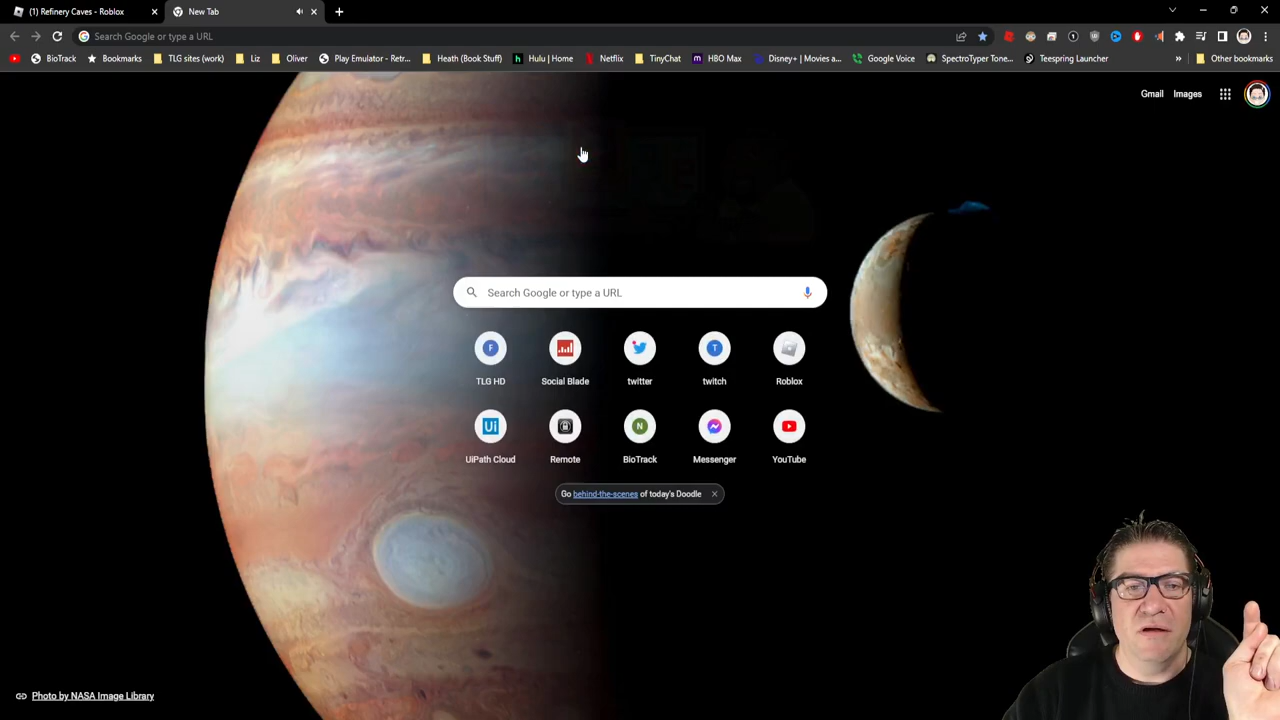 (1) Refinery Caves - Roblox
New Tab
Search Google or type a URL
BioTrack
Bookmarks
TLG sites (work)
Liz
Oliver
Play Emulator - Retr...
Heath (Book Stuff)
Hulu | Home
Netflix
TinyChat
HBO Max
Disney+ | Movies a...
Google Voice
SpectroTyper Tone...
Teespring Launcher
»
Other bookmarks
Gmail
Images
Search Google or type a URL
F
T
TLG HD
Social Blade
twitter
twitch
Roblox
Ui
N
UiPath Cloud
Remote
BioTrack
Messenger
YouTube
Go behind-the-scenes of today's Doodle
Photo by NASA Image Library